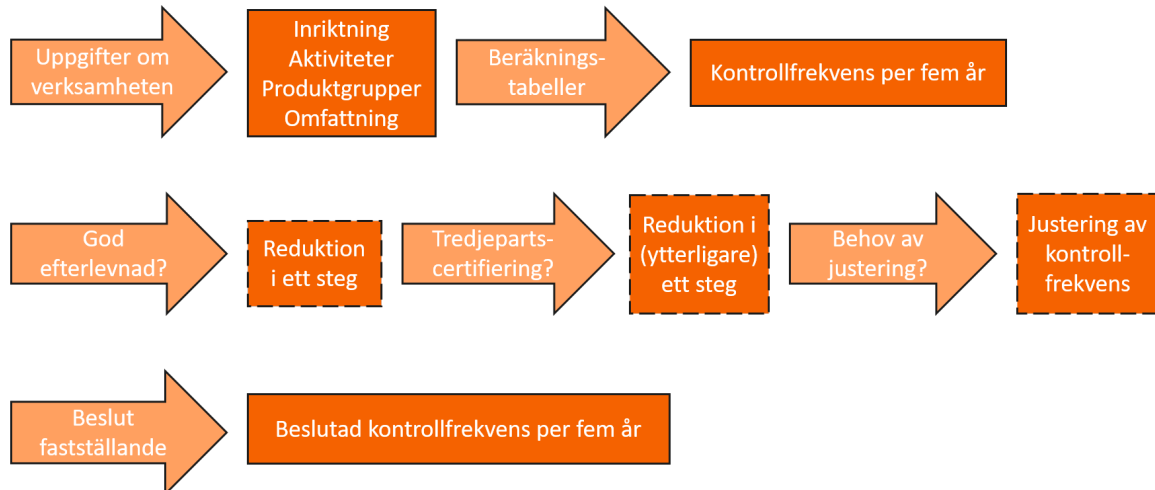 Uppgifter om
verksamheten
Inriktning
Aktiviteter
Produktgrupper
Omfattning
Beräknings-
tabeller
Kontrollfrekvens per fem år
God
efterlevnad?
Reduktion
i ett steg
Tredjeparts-
certifiering?
Reduktion i
(ytterligare)
ett steg
Behov av
justering?
Justering av
kontroll-
frekvens
Beslut
fastställande
Beslutad kontrollfrekvens per fem år